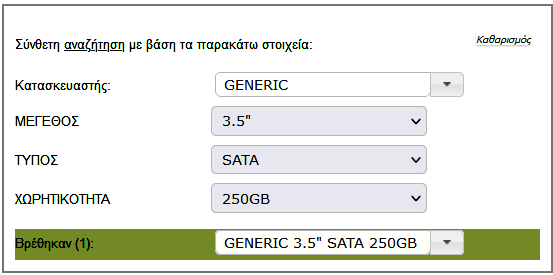 Καθαρισμός
Σύνθετη αναζήτηση με βάση τα παρακάτω στοιχεία:
Κατασκευαστής: GENERIC
ΜΕΓΕΘΟΣ 3.5"
ΤΥΠΟΣ SATA
ΧΩΡΗΤΙΚΟΤΗΤΑ 250GB
Βρέθηκαν (1): GENERIC 3.5" SATA 250GB